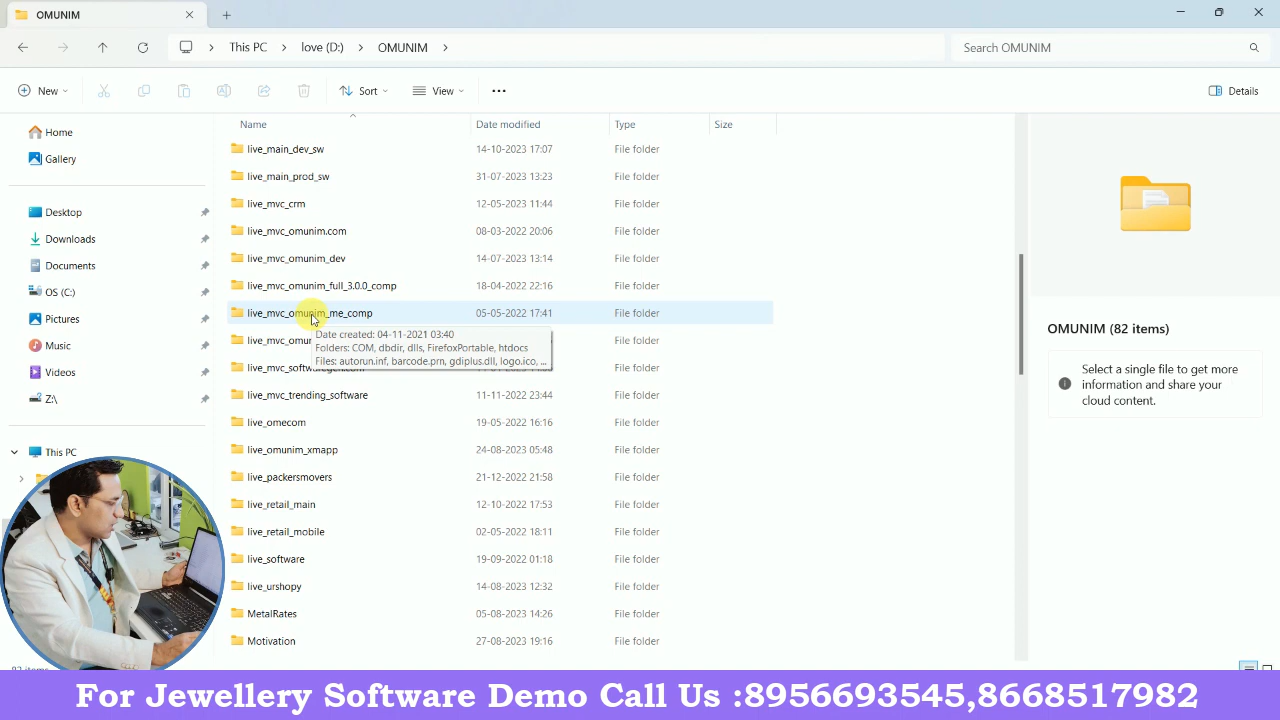 OMUNIM
This PC > love (D:) > OMUNIM >
Search OMUNIM
New
Sort
View
Details
Name
Date modified
Type
Size
Home
Gallery
Desktop
Downloads
Documents
OS (C:)
Pictures
Music
Videos
Z:\
This PC
live_main_dev_sw 14-10-2023 17:07 File folder
live_main_prod_sw 31-07-2023 13:23 File folder
live_mvc_crm 12-05-2023 11:44 File folder
live_mvc_omunim.com 08-03-2022 20:06 File folder
live_mvc_omunim_dev 14-07-2023 13:14 File folder
live_mvc_omunim_full_3.0.0_comp 18-04-2022 22:16 File folder
live_mvc_omunim_me_comp 05-05-2022 17:41 File folder
Date created: 04-11-2021 03:40
live_mvc_omun File folder
Folders: COM, dbdir, dlls, FirefoxPortable, htdocs
Files: autorun.inf, barcode.prn, gdiplus.dll, logo.ico, ...
File folder
live_mvc_trending_software 11-11-2022 23:44 File folder
live_omecom 19-05-2022 16:16 File folder
live_omunim_xmapp 24-08-2023 05:48 File folder
live_packersmovers 21-12-2022 21:58 File folder
live_retail_main 12-10-2022 17:53 File folder
live_retail_mobile 02-05-2022 18:11 File folder
live_software 19-09-2022 01:18 File folder
live_urshopy 14-08-2023 12:32 File folder
MetalRates 05-08-2023 14:26 File folder
Motivation 27-08-2023 19:16 File folder
OMUNIM (82 items)
Select a single file to get more
information and share your
cloud content.
For Jewellery Software Demo Call Us :8956693545,8668517982